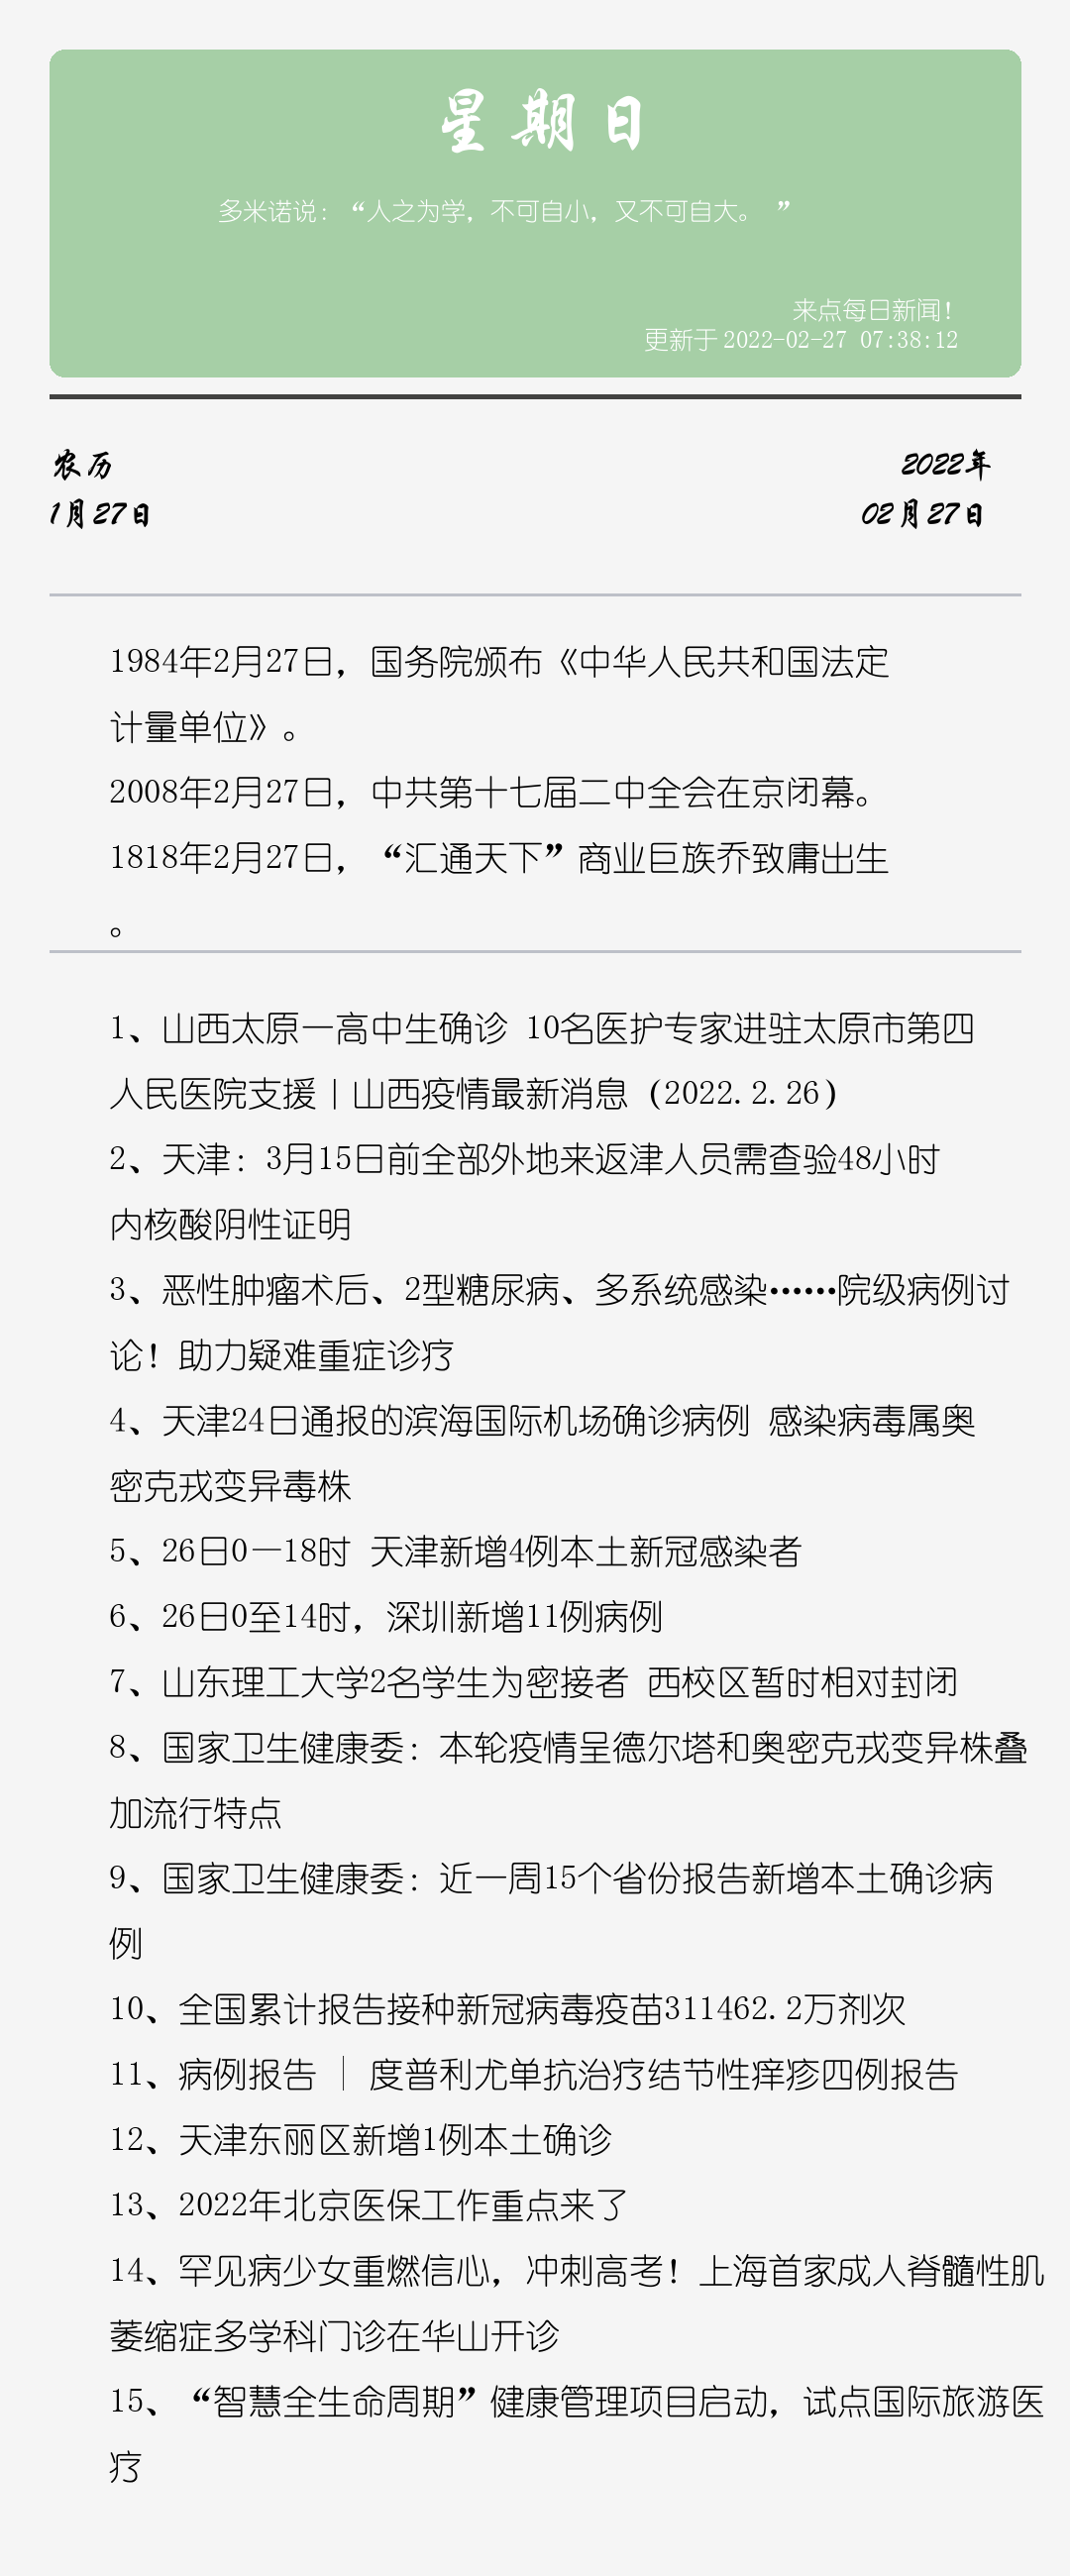 星期日
多米诺说：“人之为学，不可自小，又不可自大。 ”
来点每日新闻！
更新于2022-02-27 07:38:12
农历
2022年
1月27日
02月27日
1984年2月27日，国务院颁布《中华人民共和国法定
计量单位》。
2008年2月27日，中共第十七届二中全会在京闭幕。
1818年2月27日，“汇通天下”商业巨族乔致庸出生
。
1、山西太原一高中生确诊 10名医护专家进驻太原市第四
人民医院支援丨山西疫情最新消息（2022.2.26）
2、天津：3月15日前全部外地来返津人员需查验48小时
内核酸阴性证明
3、恶性肿瘤术后、2型糖尿病、多系统感染……院级病例讨
论！助力疑难重症诊疗
4、天津24日通报的滨海国际机场确诊病例 感染病毒属奥
密克戎变异毒株
5、26日0—18时 天津新增4例本土新冠感染者
6、26日0至14时，深圳新增11例病例
7、山东理工大学2名学生为密接者 西校区暂时相对封闭
8、国家卫生健康委：本轮疫情呈德尔塔和奥密克戎变异株叠
加流行特点
9、国家卫生健康委：近一周15个省份报告新增本土确诊病
例
10、全国累计报告接种新冠病毒疫苗311462.2万剂次
11、病例报告 │ 度普利尤单抗治疗结节性痒疹四例报告
12、天津东丽区新增1例本土确诊
13、2022年北京医保工作重点来了
14、罕见病少女重燃信心，冲刺高考！上海首家成人脊髓性肌
萎缩症多学科门诊在华山开诊
15、“智慧全生命周期”健康管理项目启动，试点国际旅游医
疗